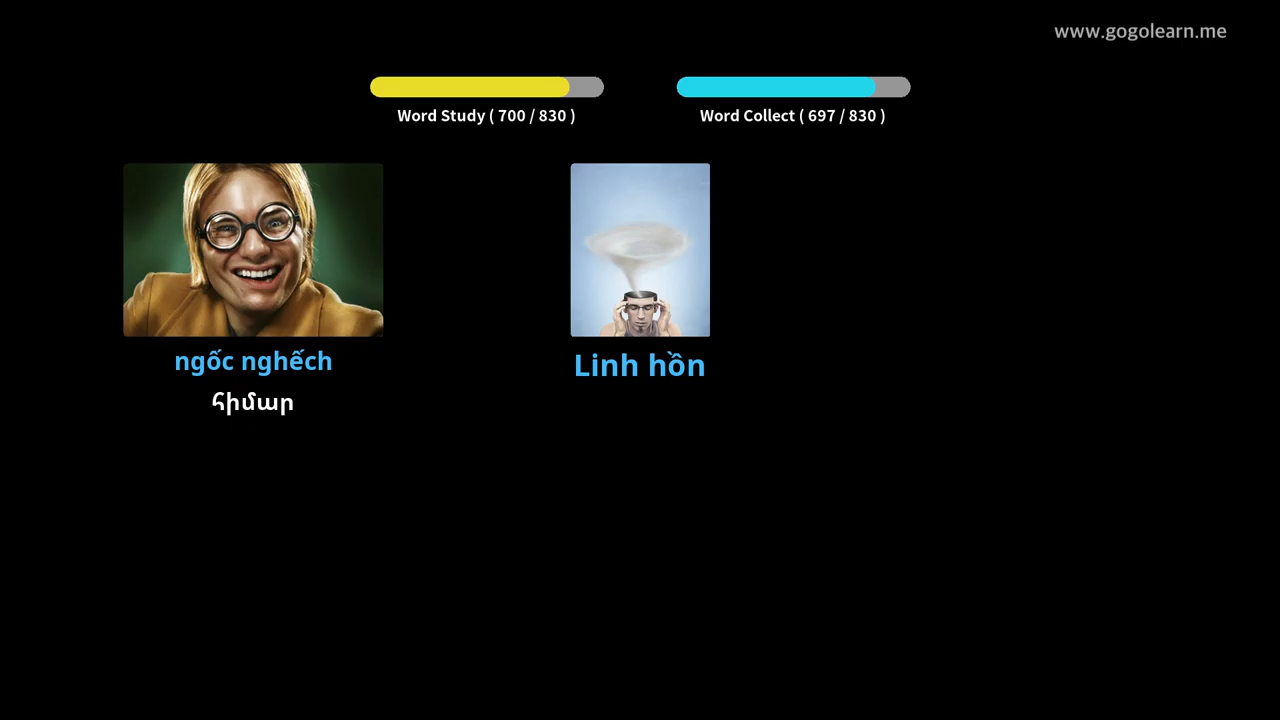 www.gogolearn.me
Word Study ( 700 / 830 )
Word Collect ( 697 / 830 )
ngốc nghếch
հիմար
Linh hồn